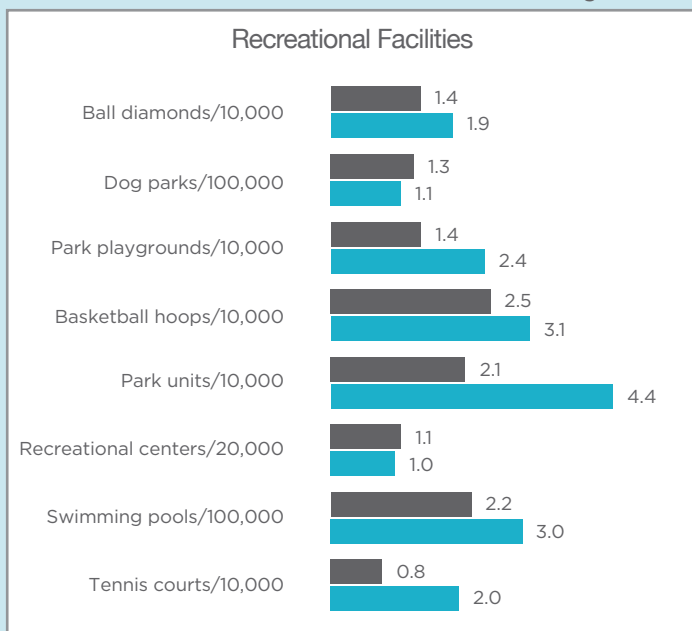 Recreational Facilities
Ball diamonds/10,000
1.4
1.9
Dog parks/100,000
1.3
1.1
Park playgrounds/10,000
1.4
2.4
Basketball hoops/10,000
2.5
3.1
Park units/10,000
2.1
4.4
Recreational centers/20,000
1.1
1.0
Swimming pools/100,000
2.2
3.0
Tennis courts/10,000
0.8
2.0